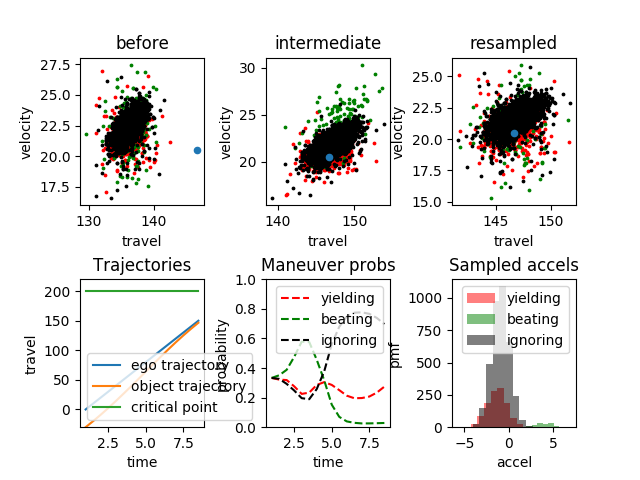 before
intermediate
resampled
27.5
25.0
22.5
20.0
17.5
velocity
130
140
travel
30
25
20
velocity
140
150
travel
25.0
22.5
20.0
17.5
15.0
velocity
145
150
travel
Trajectories
Maneuver probs
Sampled accels
200
150
100
50
0
travel
ego trajectory
object trajectory
critical point
2.5
5.0
7.5
time
1.0
0.8
0.6
0.4
0.2
0.0
probability
yielding
beating
ignoring
2.5
5.0
7.5
time
1000
750
500
250
0
pmf
yielding
beating
ignoring
−5
0
5
accel